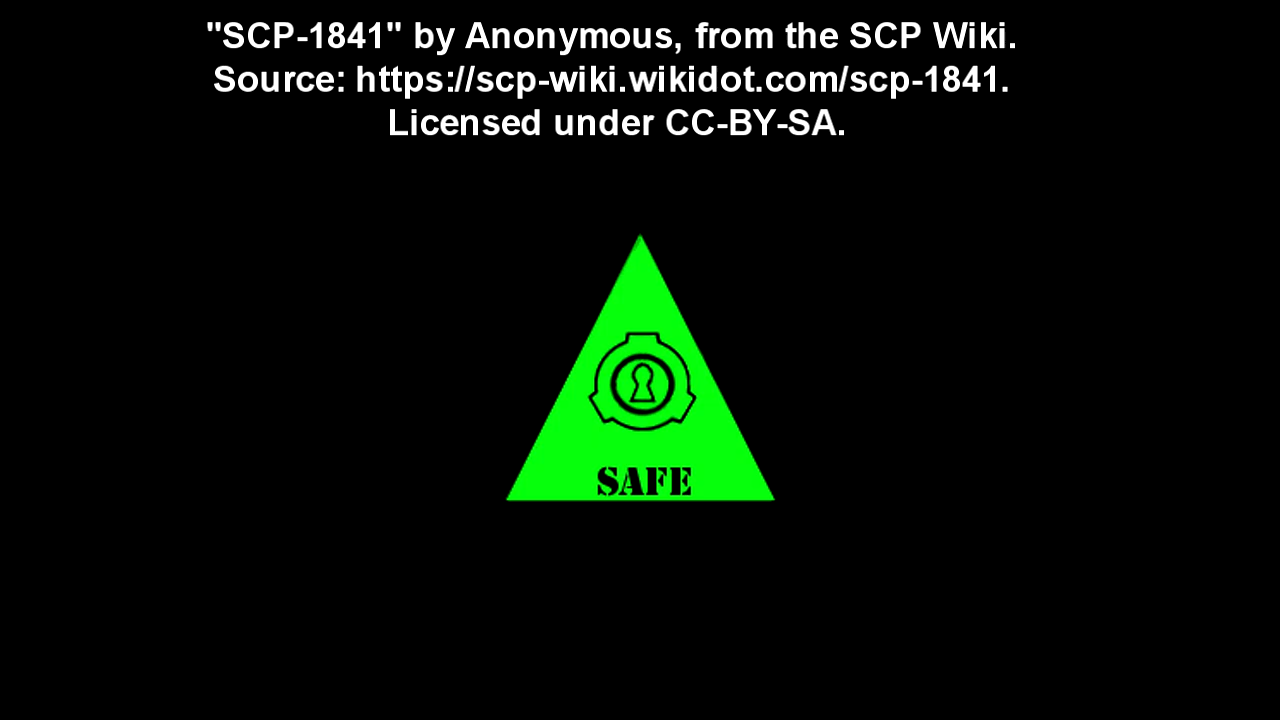 "SCP-1841" by Anonymous, from the SCP Wiki.
Source: https://scp-wiki.wikidot.com/scp-1841.
Licensed under CC-BY-SA.
SAFE